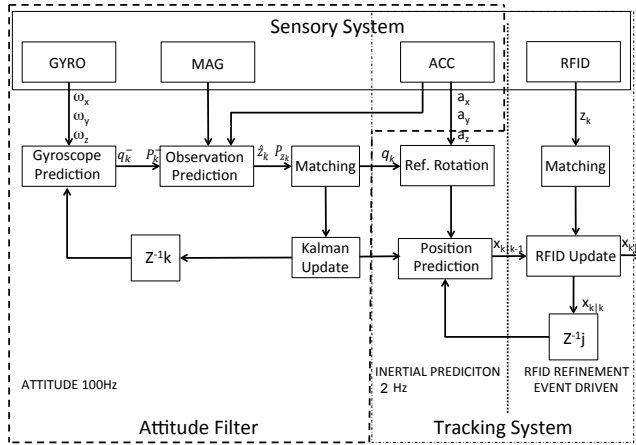 Sensory System
GYRO
MAG
ACC
RFID
ωx
ωy
ωz
ax
ay
az
zk
Gyroscope
Prediction
q̄k
P̄k
Observation
Prediction
ẑk Pzk
Matching
qk
Ref. Rotation
Matching
Z⁻¹k
Kalman
Update
Position
Prediction
xk|k-1
RFID Update
xk|
xk|k
Z⁻¹j
ATTITUDE 100Hz
INERTIAL PREDICITON
2 Hz
RFID REFINEMENT
EVENT DRIVEN
Attitude Filter
Tracking System